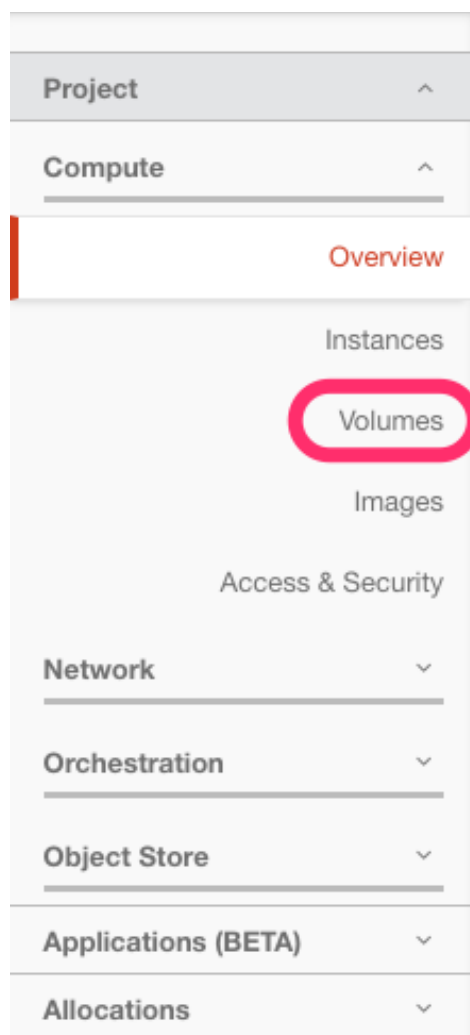 Project
Compute
Overview
Instances
Volumes
Images
Access & Security
Network
Orchestration
Object Store
Applications (BETA)
Allocations